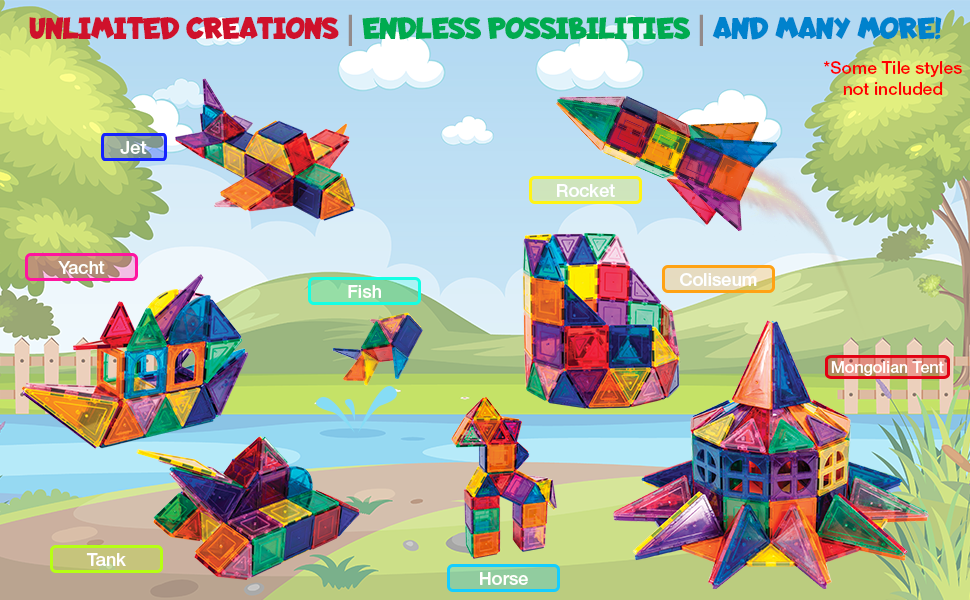 UNLIMITED CREATIONS | ENDLESS POSSIBILITIES | AND MANY MORE!
*Some Tile styles
not included
Jet
Rocket
Yacht
Fish
Coliseum
Mongolian Tent
Tank
Horse